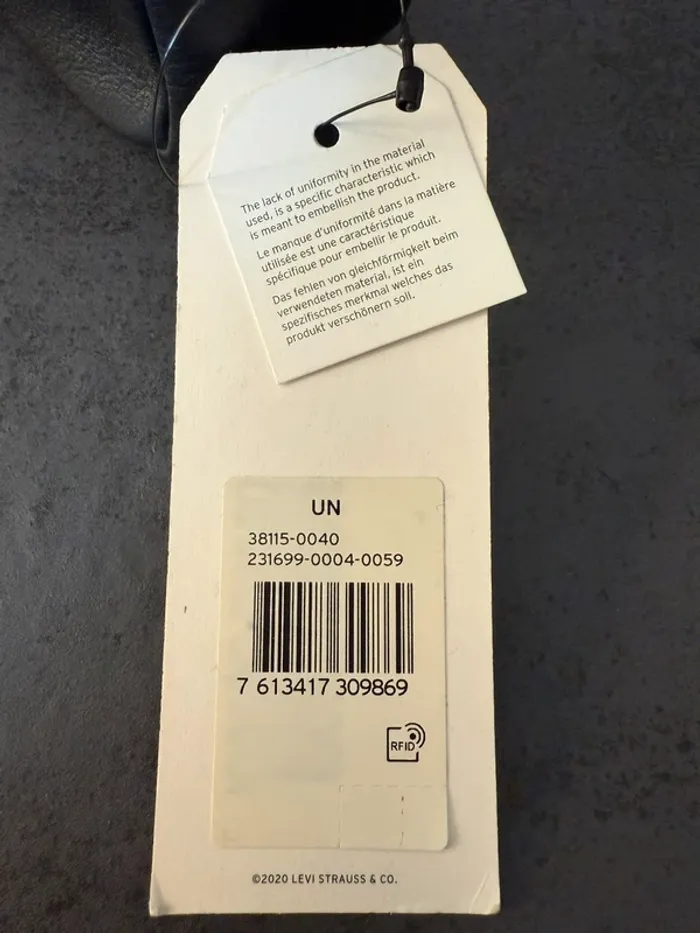 The lack of uniformity in the material
used, is a specific characteristic which
is meant to embellish the product.
Le manque d'uniformité dans la matière
utilisée est une caractéristique
spécifique pour embellir le produit.
Das fehlen von gleichförmigkeit beim
verwendeten material, ist ein
spezifisches merkmal welches das
produkt verschönern soll.
UN
38115-0040
231699-0004-0059
7 613417 309869
RFID
©2020 LEVI STRAUSS & CO.